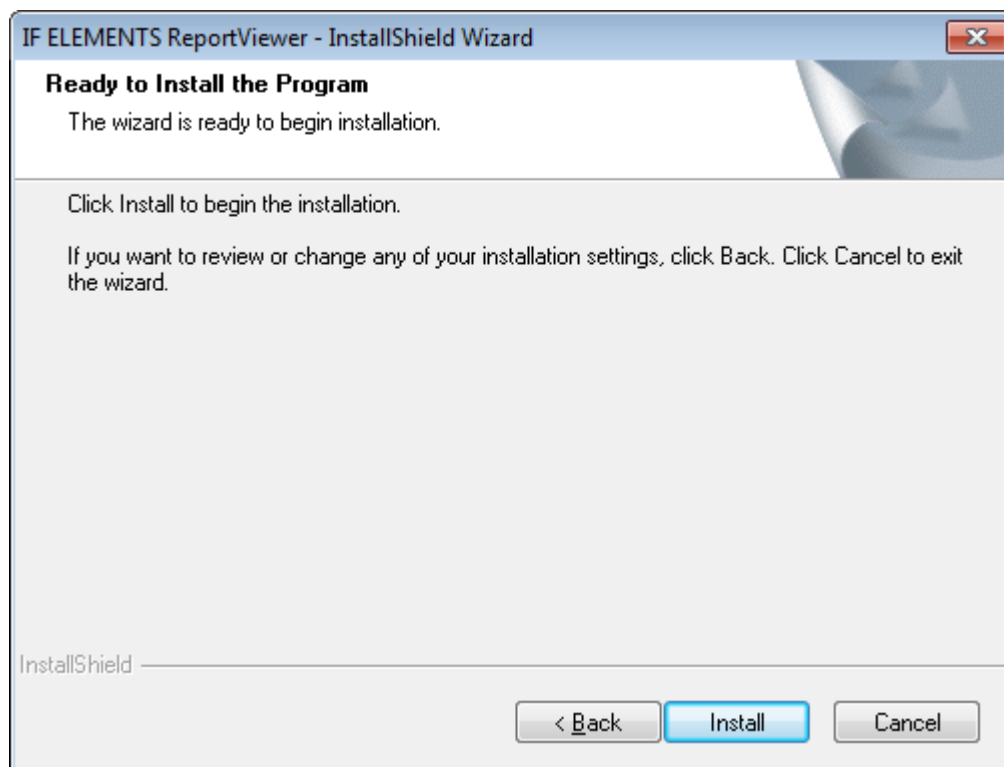 IF ELEMENTS ReportViewer - InstallShield Wizard
Ready to Install the Program
The wizard is ready to begin installation.
Click Install to begin the installation.
If you want to review or change any of your installation settings, click Back. Click Cancel to exit
the wizard.
InstallShield
< Back Install Cancel